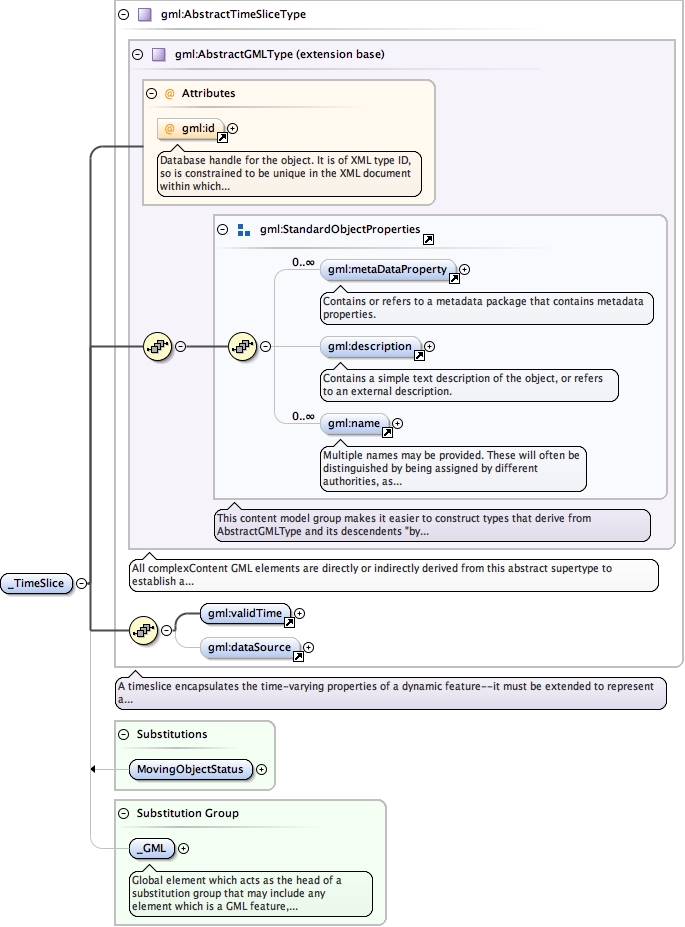 gml:AbstractTimeSliceType
gml:AbstractGMLType (extension base)
@ Attributes
@ gml:id
Database handle for the object. It is of XML type ID,
so is constrained to be unique in the XML document
within which...
gml:StandardObjectProperties
0..∞
gml:metaDataProperty
Contains or refers to a metadata package that contains metadata
properties.
gml:description
Contains a simple text description of the object, or refers
to an external description.
0..∞
gml:name
Multiple names may be provided. These will often be
distinguished by being assigned by different
authorities, as...
This content model group makes it easier to construct types that derive from
AbstractGMLType and its descendents "by...
All complexContent GML elements are directly or indirectly derived from this abstract supertype to
establish a...
_TimeSlice
gml:validTime
gml:dataSource
A timeslice encapsulates the time-varying properties of a dynamic feature--it must be extended to represent
a...
Substitutions
MovingObjectStatus
Substitution Group
_GML
Global element which acts as the head of a
substitution group that may include any
element which is a GML feature,...